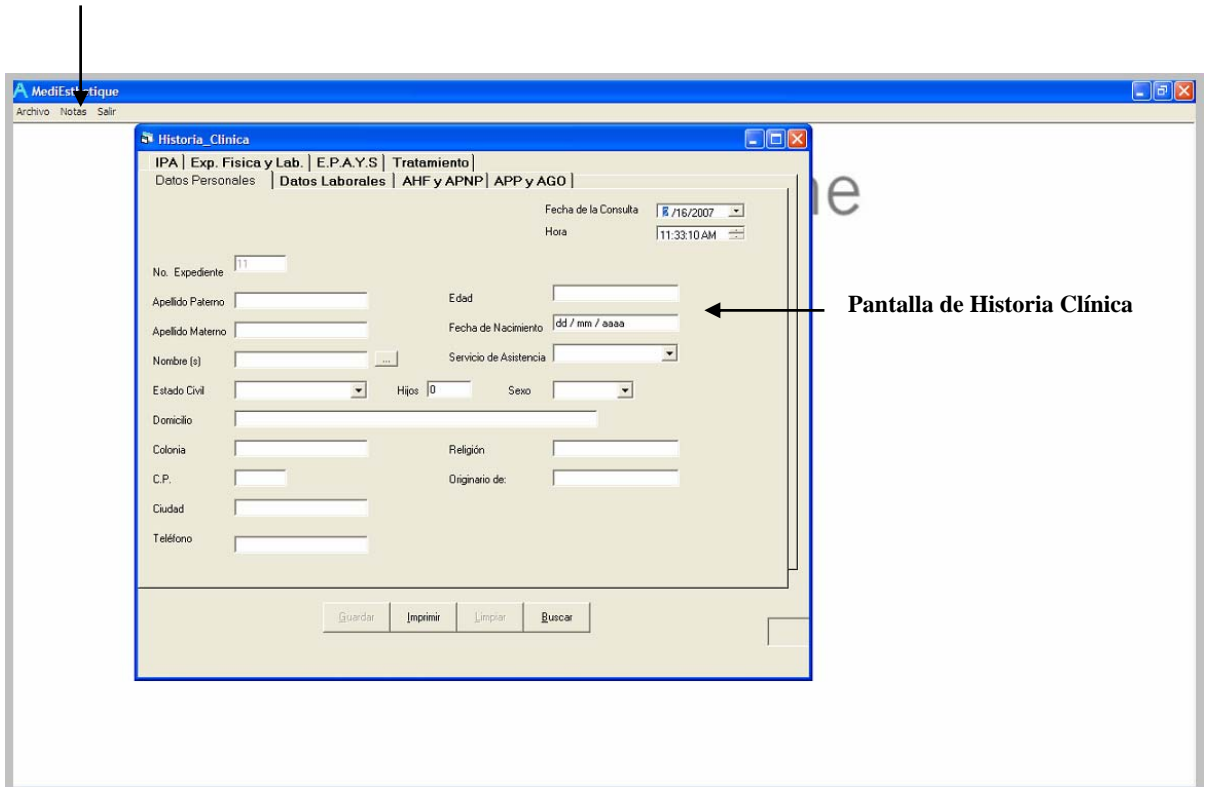 MediEsthetique
Archivo Notas Salir
Historia_Clinica
IPA Exp. Fisica y Lab. E.P.A.Y.S Tratamiento
Datos Personales Datos Laborales AHF y APNP APP y AGO
Fecha de la Consulta /16/2007
Hora 11:33:10 AM
No. Expediente 11
Apellido Paterno Edad
Apellido Materno Fecha de Nacimiento dd / mm / aaaa
Nombre (s) ... Servicio de Asistencia
Estado Civil Hijos 0 Sexo
Domicilio
Colonia Religión
C.P. Originario de:
Ciudad
Teléfono
Guardar Imprimir Limpiar Buscar
ne
Pantalla de Historia Clínica